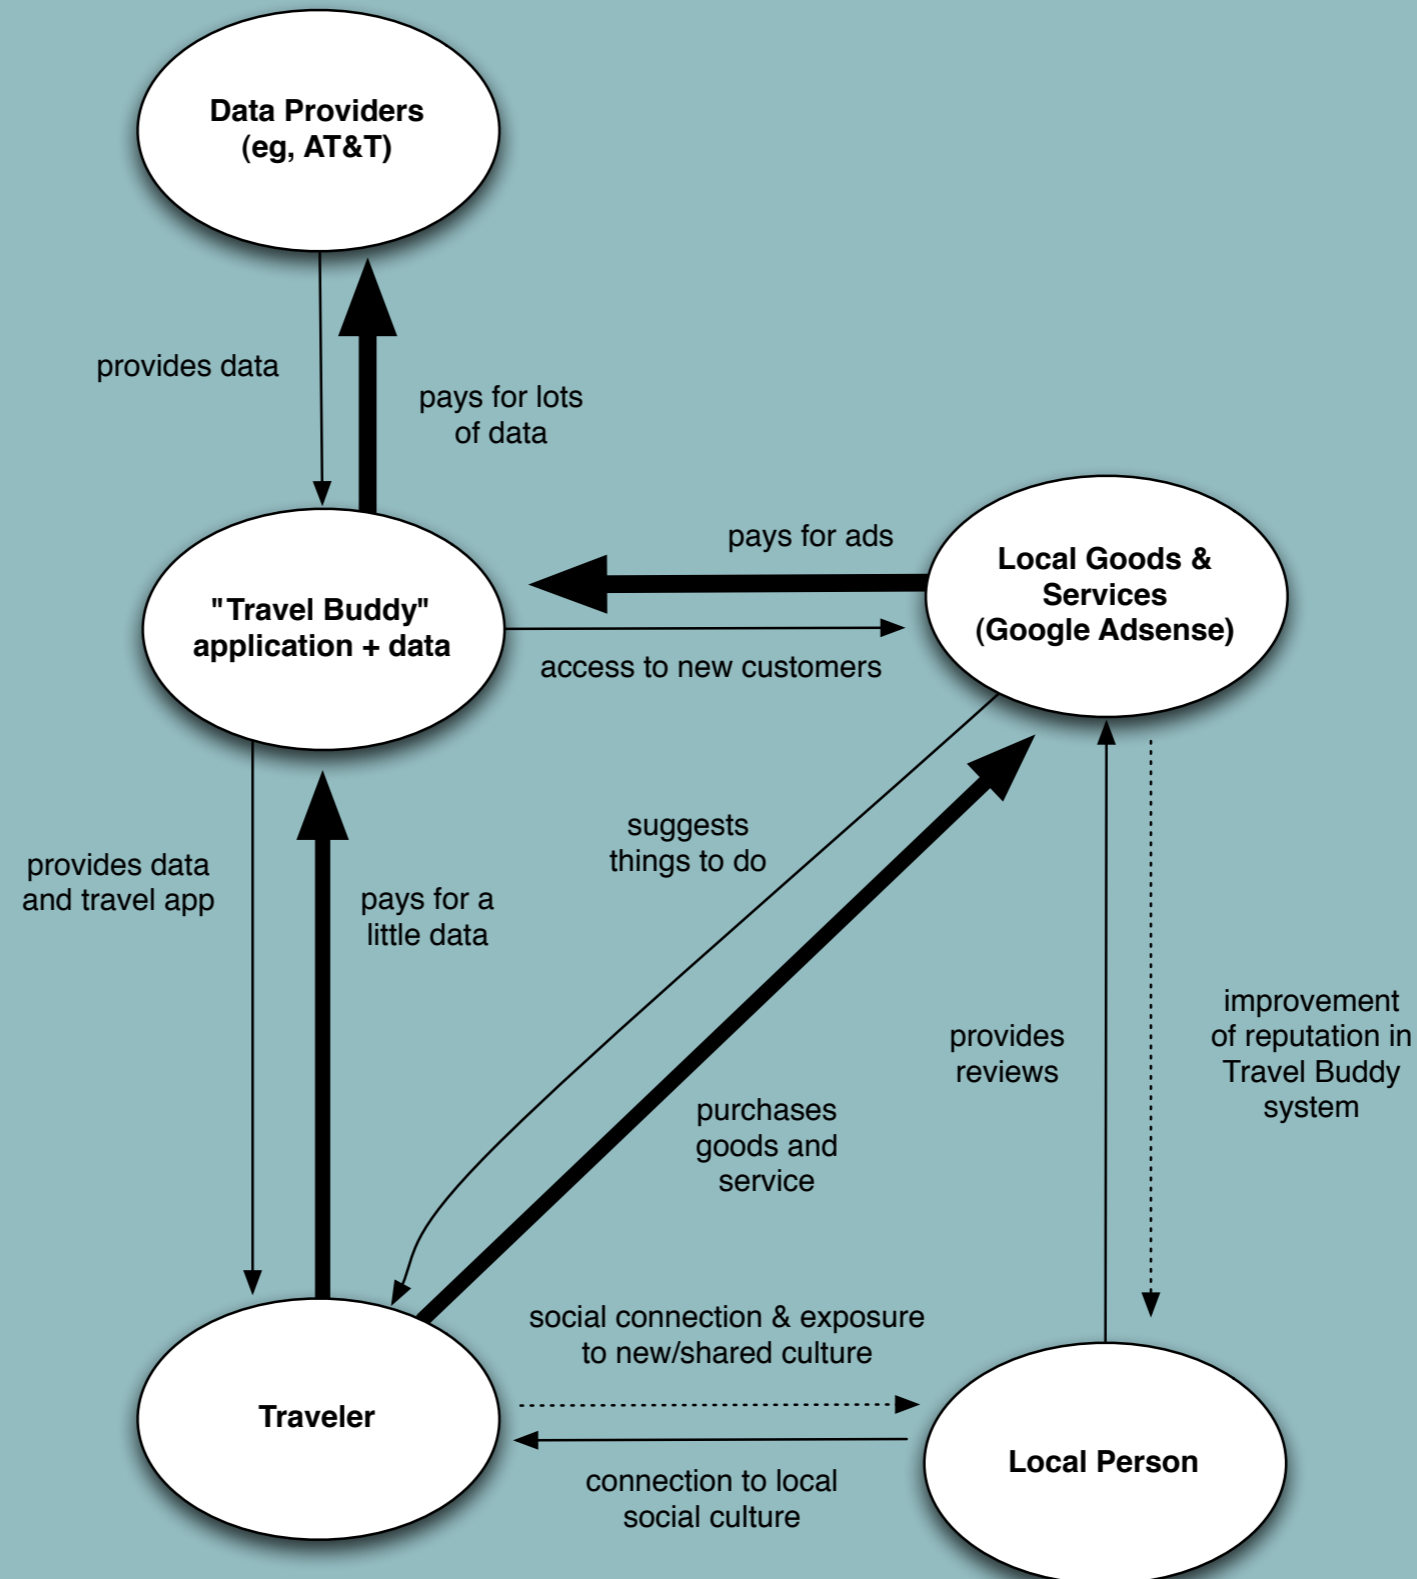 Data Providers
(eg, AT&T)
provides data
pays for lots
of data
pays for ads
Local Goods &
Services
(Google Adsense)
"Travel Buddy"
application + data
access to new customers
suggests
things to do
provides data
and travel app
pays for a
little data
improvement
of reputation in
Travel Buddy
system
provides
reviews
purchases
goods and
service
social connection & exposure
to new/shared culture
Traveler
Local Person
connection to local
social culture